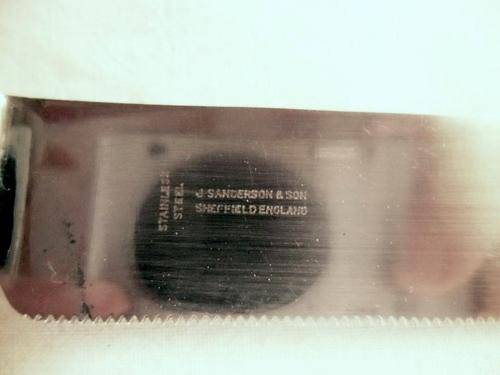 STAINLESS
STEEL
J SANDERSON & SON
SHEFFIELD ENGLAND